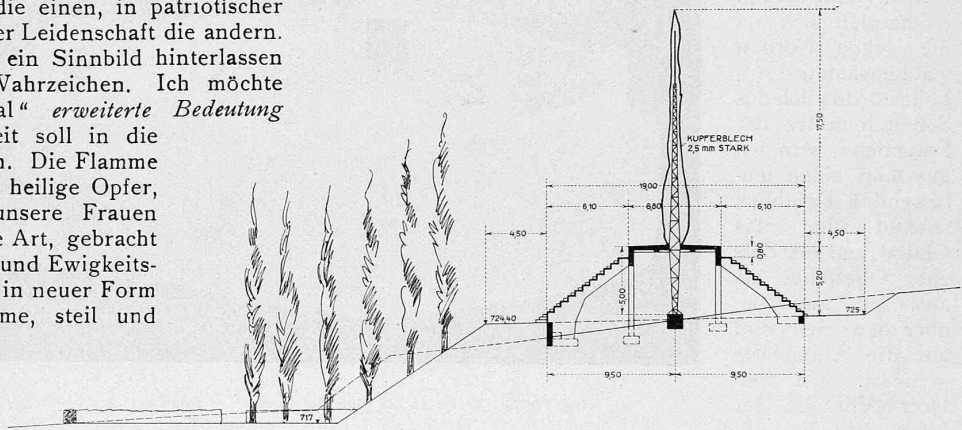 die einen, in patriotischer
er Leidenschaft die andern.
ein Sinnbild hinterlassen
Vahrzeichen. Ich möchte
al“ erweiterte Bedeutung
eit soll in die
n. Die Flamme
heilige Opfer,
unsere Frauen
e Art, gebracht
und Ewigkeits-
in neuer Form
me, steil und
KUPFERBLECH
2,5 mm STARK
17,50
19,00
6,10 6,80 6,10
4,50 4,50
0,80
5,00 5,20
724,40 725
9,50 9,50
717